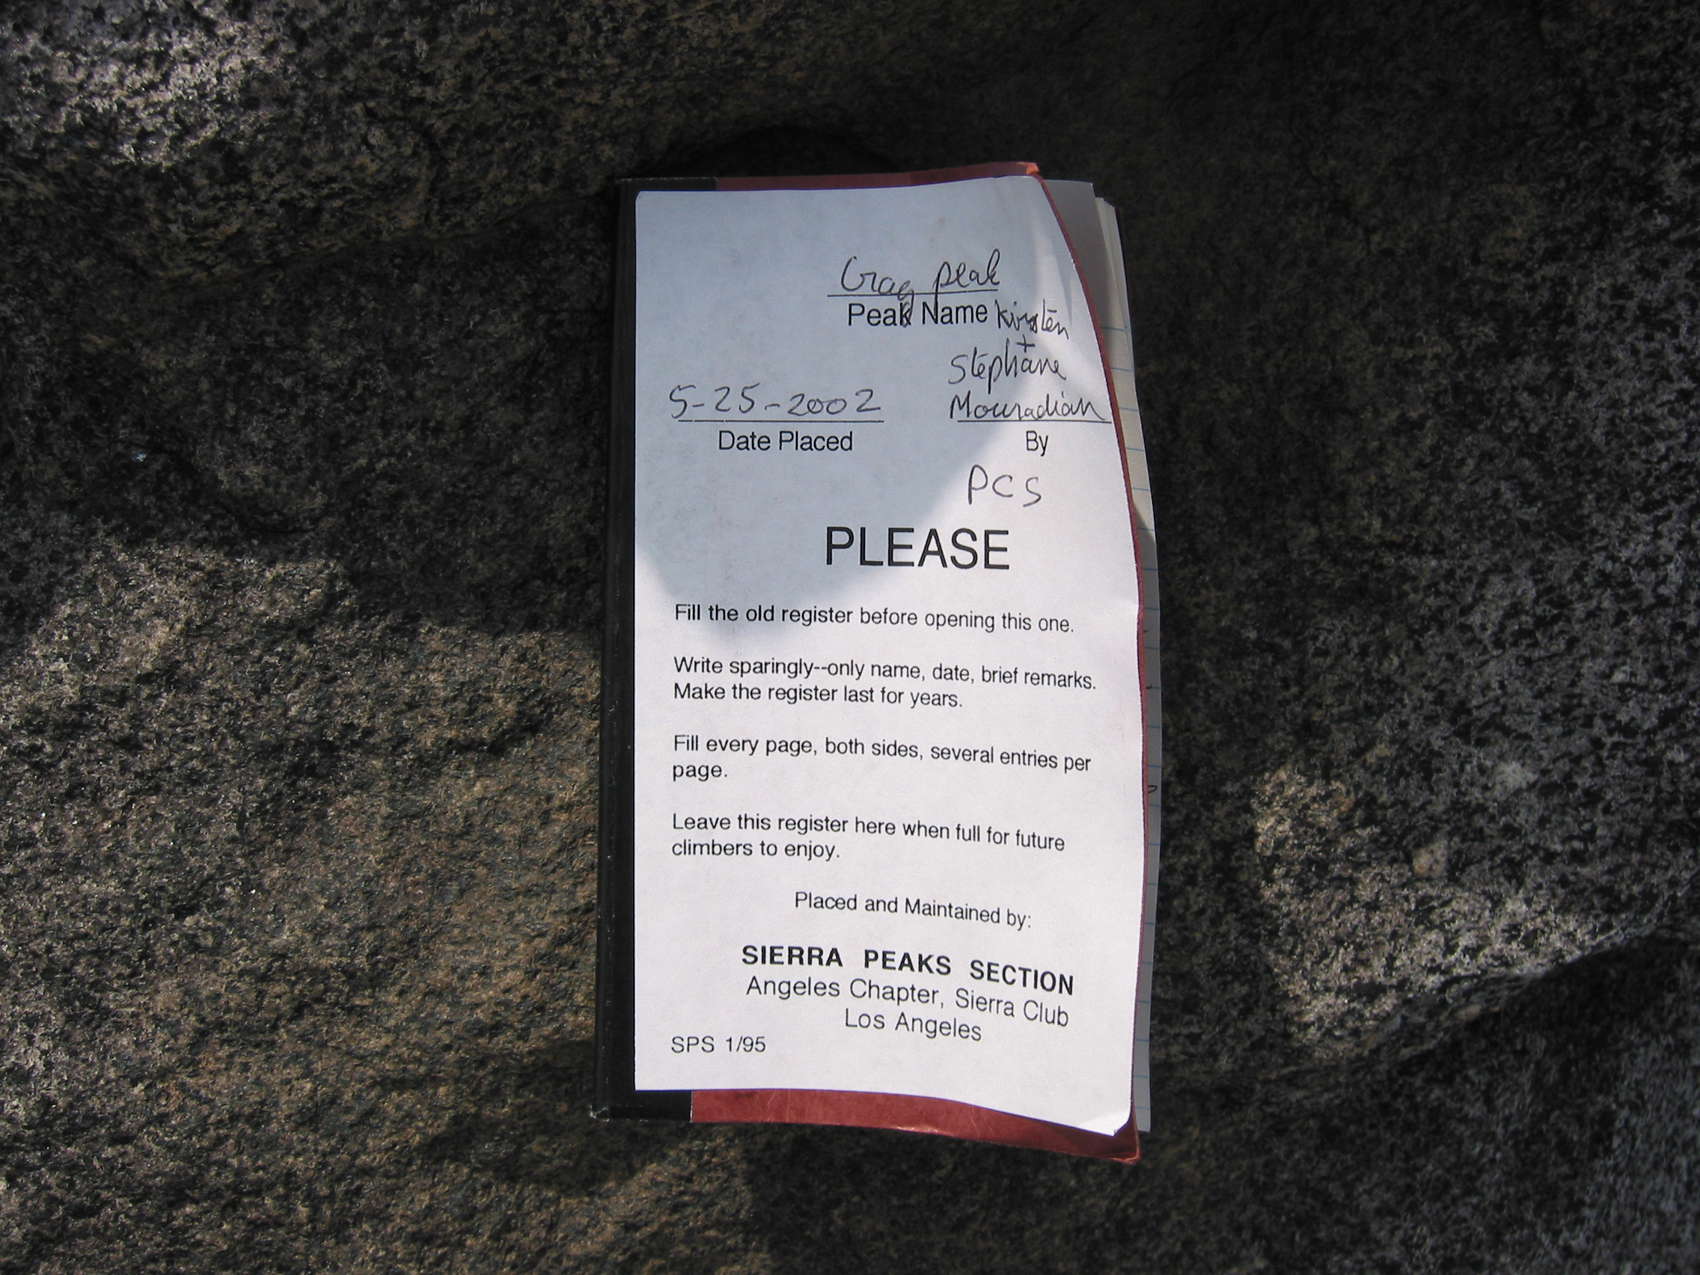 Crag peak
Peak Name
Kirsten
+
Stephane
5-25-2002 Mouradian
Date Placed By
PCS
PLEASE
Fill the old register before opening this one.
Write sparingly--only name, date, brief remarks.
Make the register last for years.
Fill every page, both sides, several entries per
page.
Leave this register here when full for future
climbers to enjoy.
Placed and Maintained by:
SIERRA PEAKS SECTION
Angeles Chapter, Sierra Club
Los Angeles
SPS 1/95